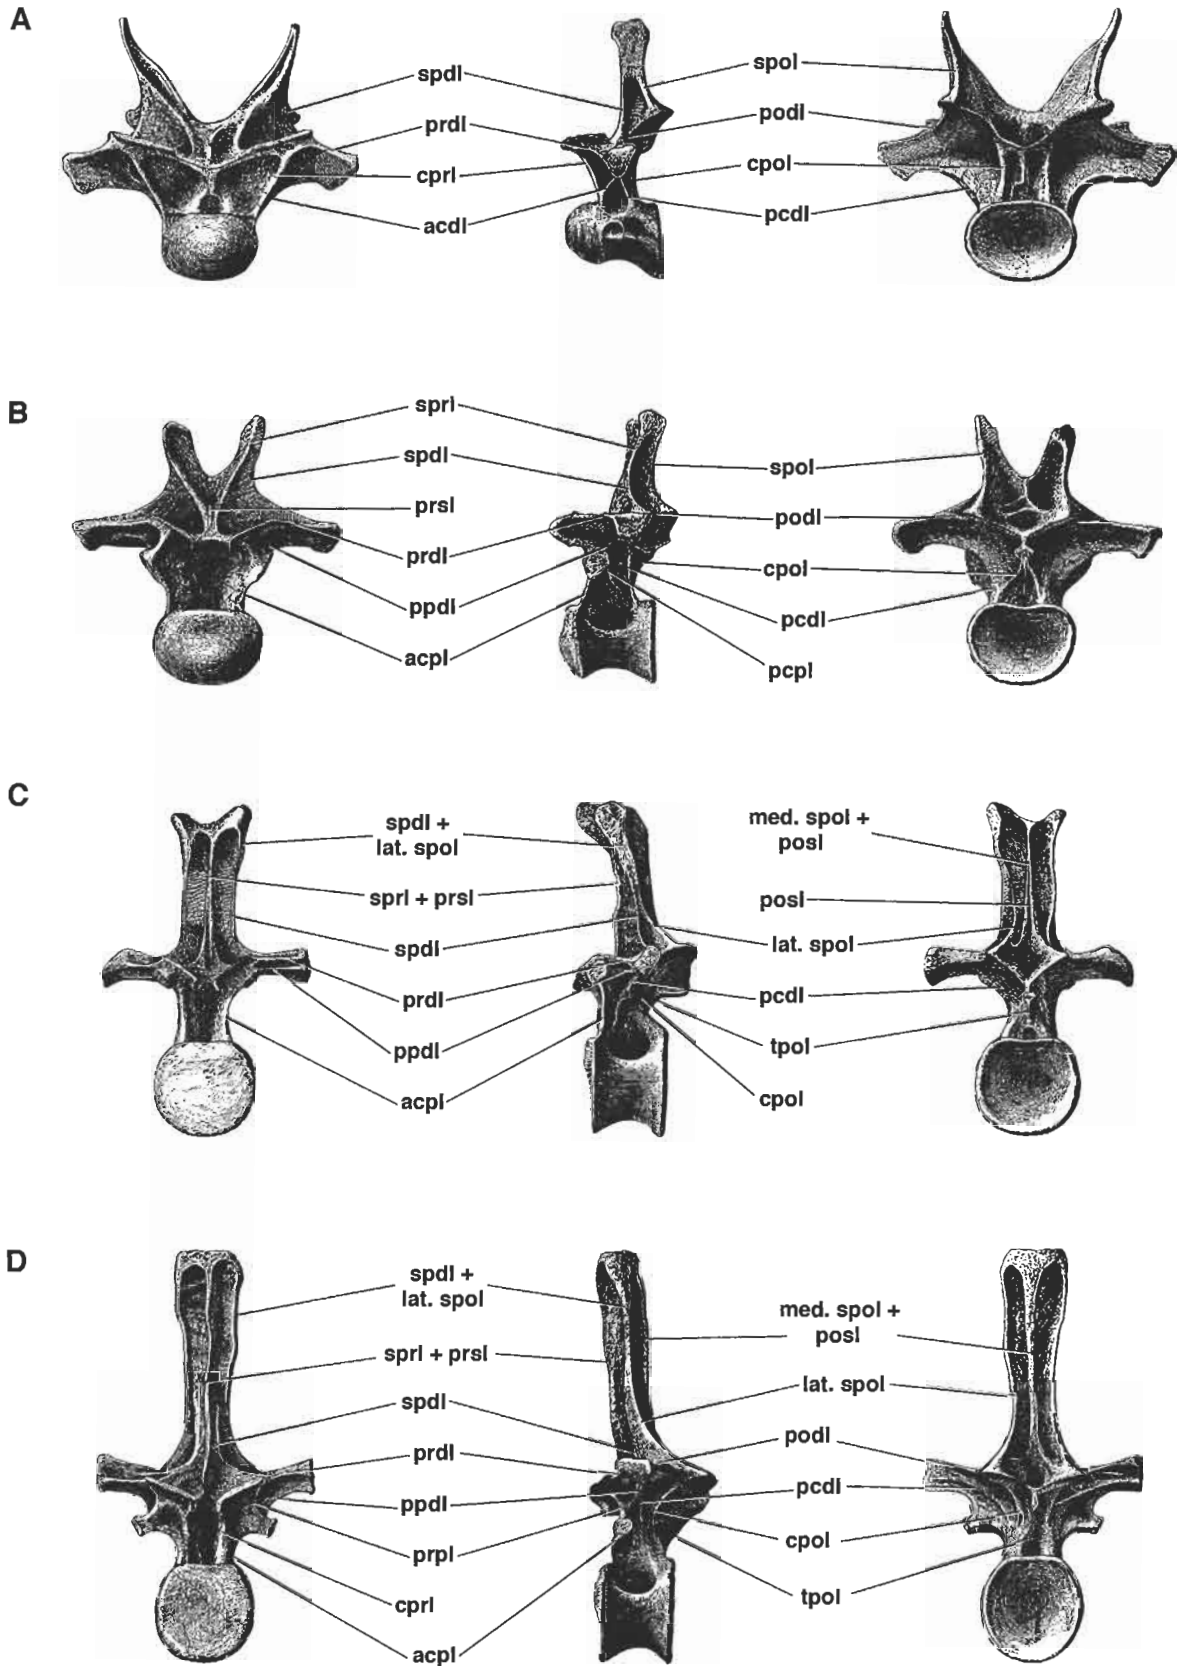 A
spdl
prdl
cprl
acdl
spol
podl
cpol
pcdl
B
sprl
spdl
prsl
prdl
ppdl
acpl
spol
podl
cpol
pcdl
pcpl
C
spdl +
lat. spol
sprl + prsl
spdl
prdl
ppdl
acpl
med. spol +
posl
posl
lat. spol
pcdl
tpol
cpol
D
spdl +
lat. spol
sprl + prsl
spdl
prdl
ppdl
prpl
cprl
acpl
med. spol +
posl
lat. spol
podl
pcdl
cpol
tpol